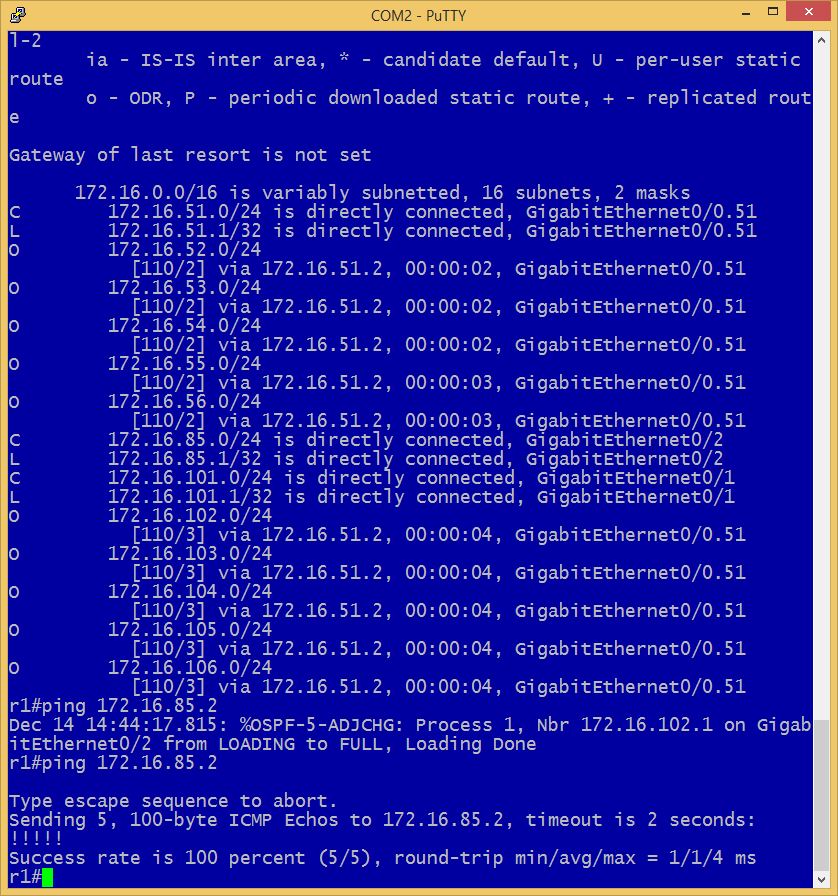 COM2 - PuTTY
l-2
       ia - IS-IS inter area, * - candidate default, U - per-user static
route
       o - ODR, P - periodic downloaded static route, + - replicated rout
e

Gateway of last resort is not set

      172.16.0.0/16 is variably subnetted, 16 subnets, 2 masks
C        172.16.51.0/24 is directly connected, GigabitEthernet0/0.51
L        172.16.51.1/32 is directly connected, GigabitEthernet0/0.51
O        172.16.52.0/24
           [110/2] via 172.16.51.2, 00:00:02, GigabitEthernet0/0.51
O        172.16.53.0/24
           [110/2] via 172.16.51.2, 00:00:02, GigabitEthernet0/0.51
O        172.16.54.0/24
           [110/2] via 172.16.51.2, 00:00:02, GigabitEthernet0/0.51
O        172.16.55.0/24
           [110/2] via 172.16.51.2, 00:00:03, GigabitEthernet0/0.51
O        172.16.56.0/24
           [110/2] via 172.16.51.2, 00:00:03, GigabitEthernet0/0.51
C        172.16.85.0/24 is directly connected, GigabitEthernet0/2
L        172.16.85.1/32 is directly connected, GigabitEthernet0/2
C        172.16.101.0/24 is directly connected, GigabitEthernet0/1
L        172.16.101.1/32 is directly connected, GigabitEthernet0/1
O        172.16.102.0/24
           [110/3] via 172.16.51.2, 00:00:04, GigabitEthernet0/0.51
O        172.16.103.0/24
           [110/3] via 172.16.51.2, 00:00:04, GigabitEthernet0/0.51
O        172.16.104.0/24
           [110/3] via 172.16.51.2, 00:00:04, GigabitEthernet0/0.51
O        172.16.105.0/24
           [110/3] via 172.16.51.2, 00:00:04, GigabitEthernet0/0.51
O        172.16.106.0/24
           [110/3] via 172.16.51.2, 00:00:04, GigabitEthernet0/0.51
r1#ping 172.16.85.2
Dec 14 14:44:17.815: %OSPF-5-ADJCHG: Process 1, Nbr 172.16.102.1 on Gigab
itEthernet0/2 from LOADING to FULL, Loading Done
r1#ping 172.16.85.2

Type escape sequence to abort.
Sending 5, 100-byte ICMP Echos to 172.16.85.2, timeout is 2 seconds:
!!!!!
Success rate is 100 percent (5/5), round-trip min/avg/max = 1/1/4 ms
r1#